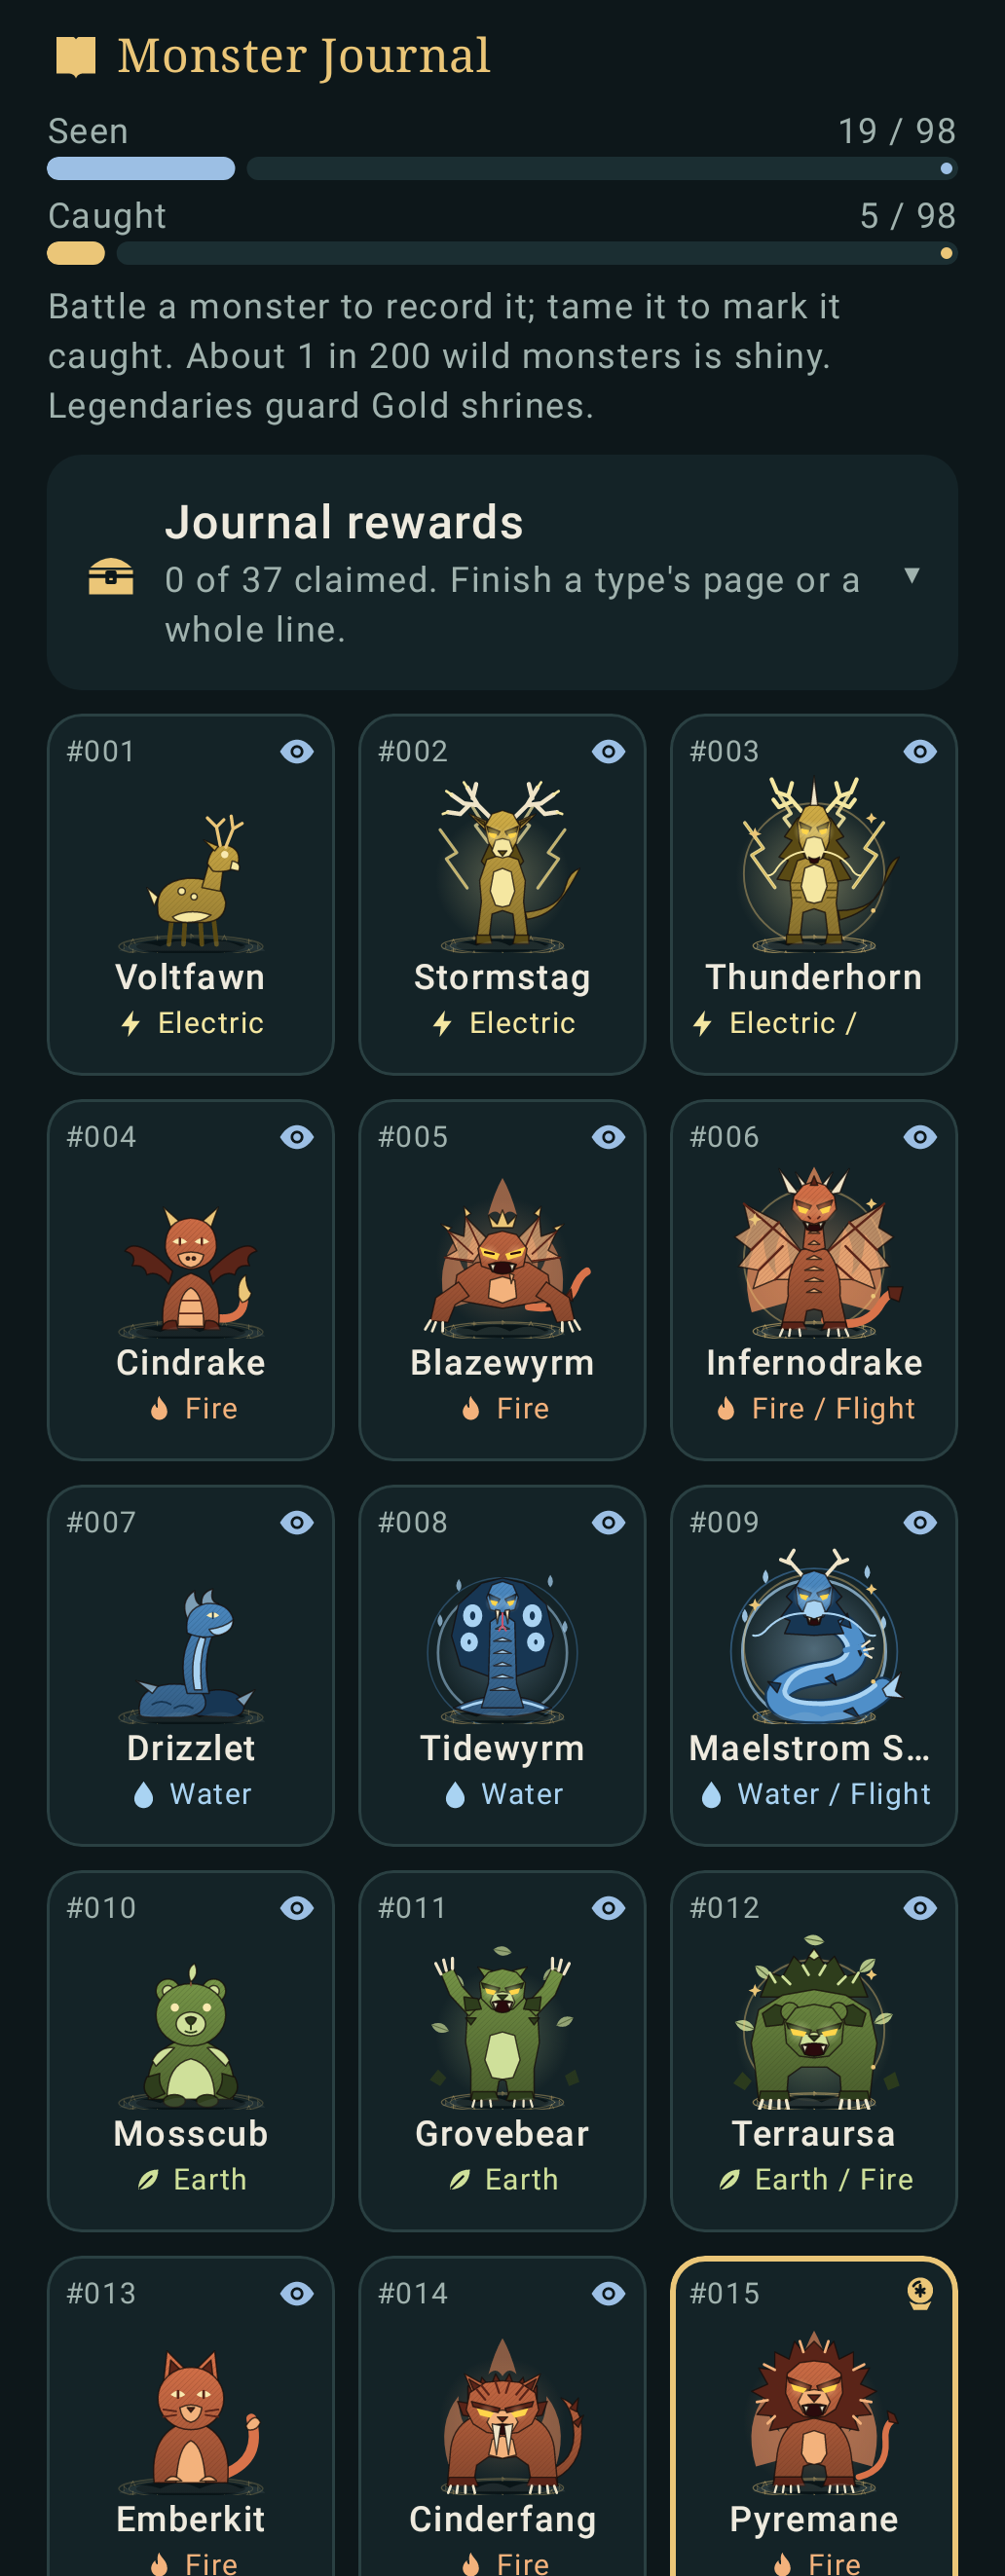 Monster Journal
Seen 19 / 98
Caught 5 / 98
Battle a monster to record it; tame it to mark it
caught. About 1 in 200 wild monsters is shiny.
Legendaries guard Gold shrines.
Journal rewards
0 of 37 claimed. Finish a type's page or a
whole line.
#001 #002 #003
Voltfawn Stormstag Thunderhorn
Electric Electric Electric /
#004 #005 #006
Cindrake Blazewyrm Infernodrake
Fire Fire Fire / Flight
#007 #008 #009
Drizzlet Tidewyrm Maelstrom S...
Water Water Water / Flight
#010 #011 #012
Mosscub Grovebear Terraursa
Earth Earth Earth / Fire
#013 #014 #015
Emberkit Cinderfang Pyremane
Fire Fire Fire